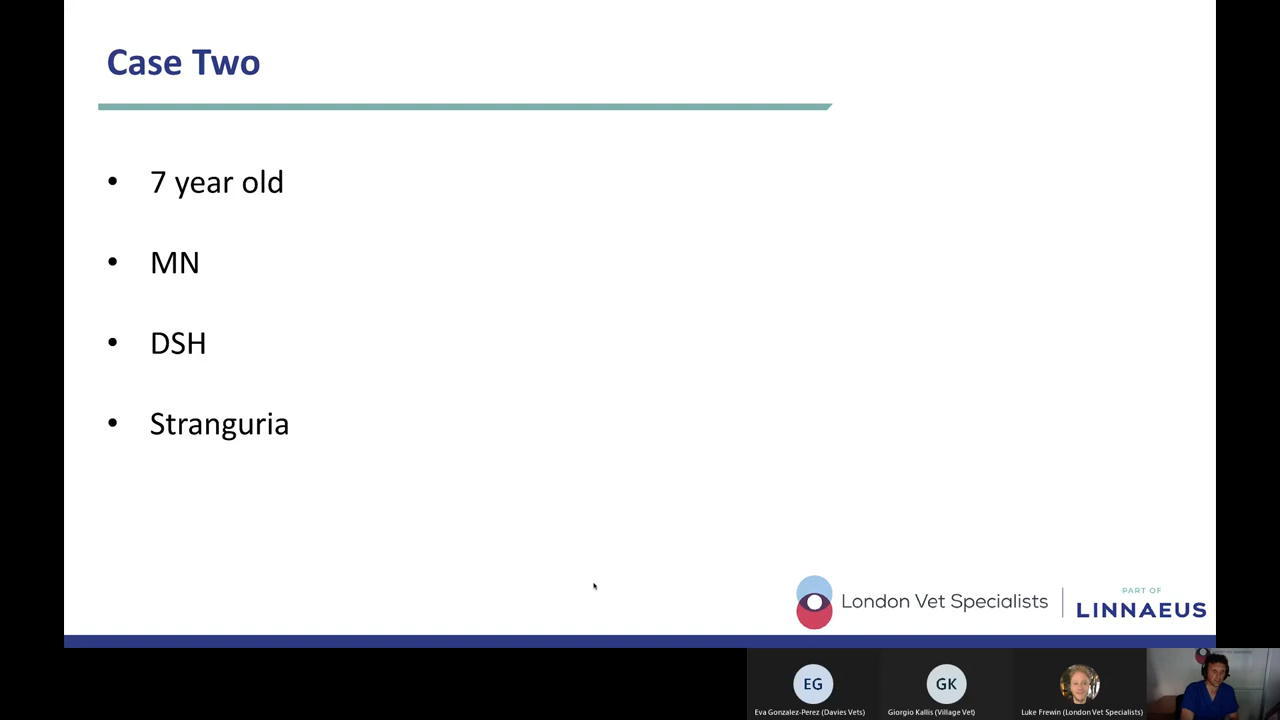 Case Two
• 7 year old
• MN
• DSH
• Stranguria
London Vet Specialists
PART OF
LINNAEUS
EG
GK
Eva Gonzalez-Perez (Davies Vets)
Giorgio Kallis (Village Vet)
Luke Frewin (London Vet Specialists)